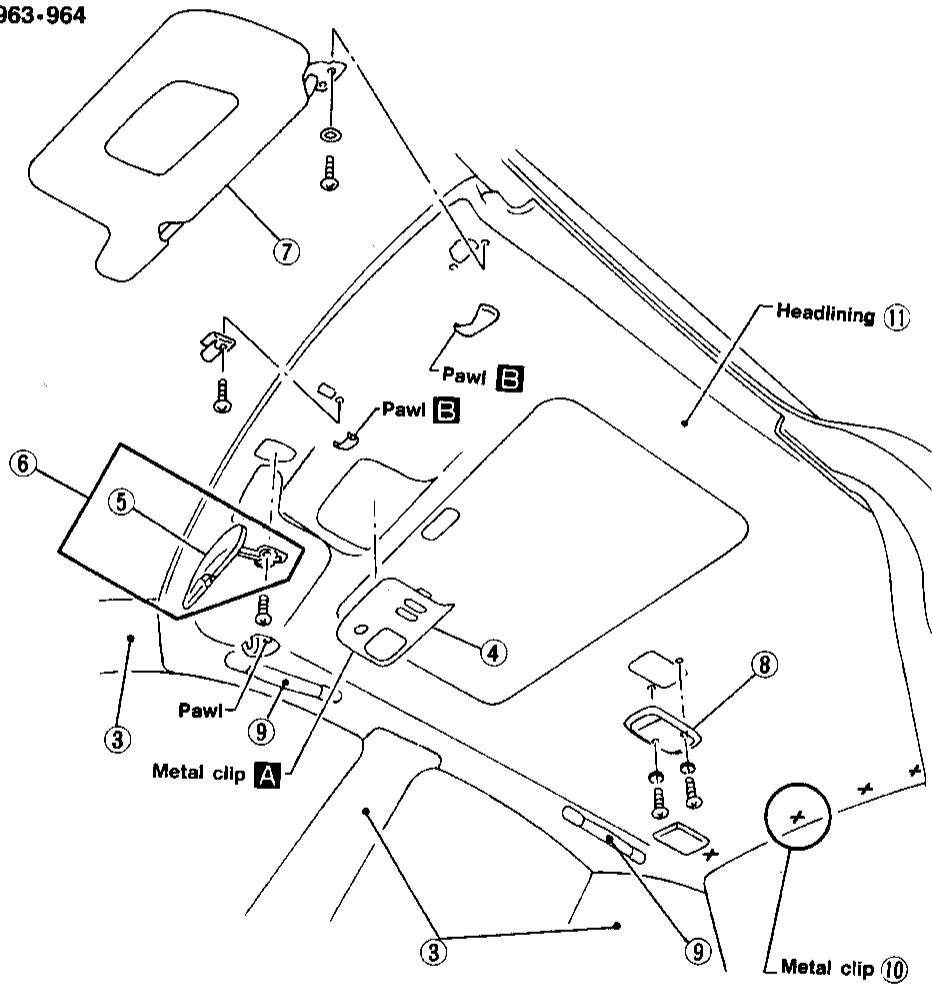 963-964
⑦
Headlining ⑪
Pawl B
Pawl B
⑥
⑤
④
⑧
Pawl
③
⑨
Metal clip A
③
⑨
Metal clip ⑩